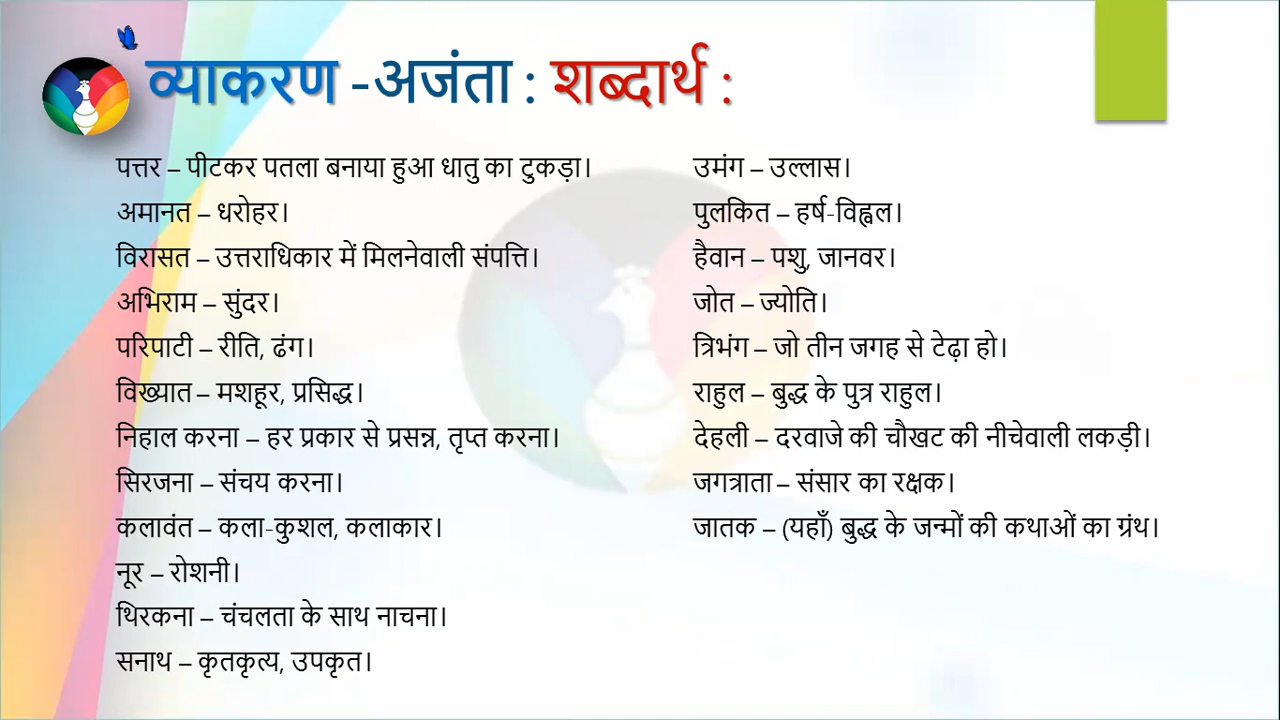 व्याकरण -अजंता : शब्दार्थ :
पत्तर – पीटकर पतला बनाया हुआ धातु का टुकड़ा।
अमानत – धरोहर।
विरासत – उत्तराधिकार में मिलनेवाली संपत्ति।
अभिराम – सुंदर।
परिपाटी – रीति, ढंग।
विख्यात – मशहूर, प्रसिद्ध।
निहाल करना – हर प्रकार से प्रसन्न, तृप्त करना।
सिरजना – संचय करना।
कलावंत – कला-कुशल, कलाकार।
नूर – रोशनी।
थिरकना – चंचलता के साथ नाचना।
सनाथ – कृतकृत्य, उपकृत।
उमंग – उल्लास।
पुलकित – हर्ष-विह्वल।
हैवान – पशु, जानवर।
जोत – ज्योति।
त्रिभंग – जो तीन जगह से टेढ़ा हो।
राहुल – बुद्ध के पुत्र राहुल।
देहली – दरवाजे की चौखट की नीचेवाली लकड़ी।
जगत्राता – संसार का रक्षक।
जातक – (यहाँ) बुद्ध के जन्मों की कथाओं का ग्रंथ।